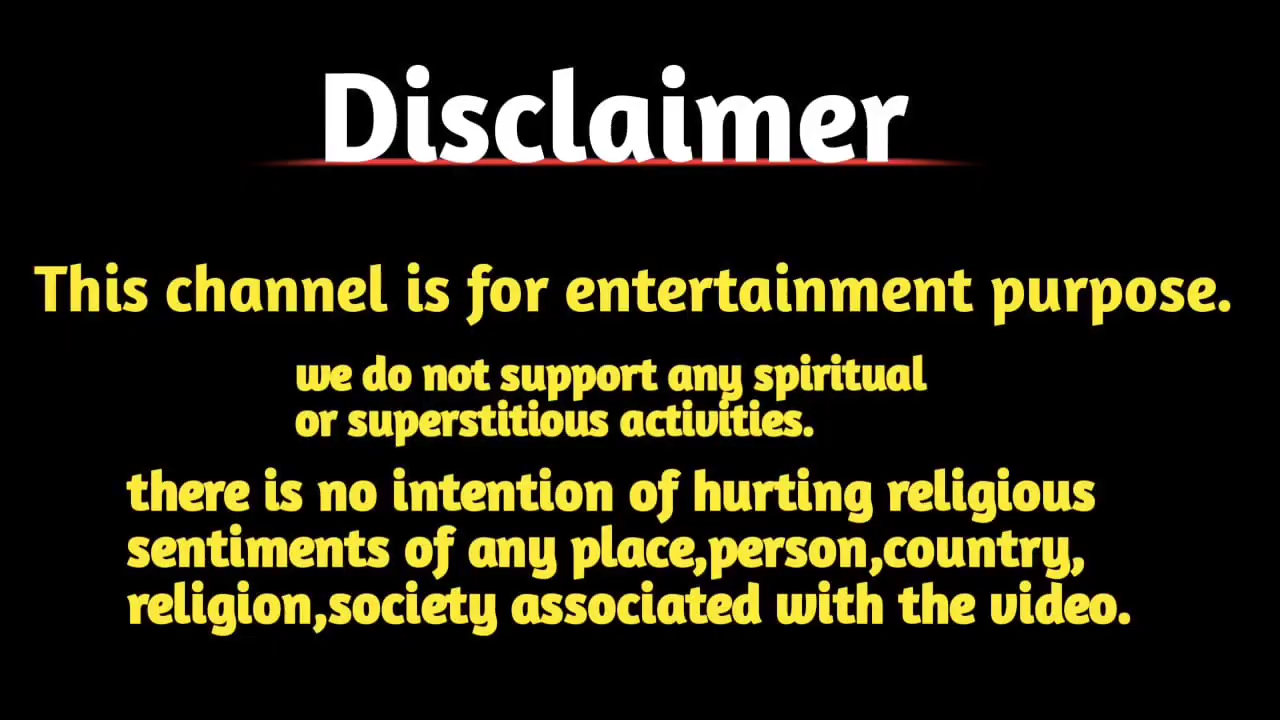 Disclaimer
This channel is for entertainment purpose.
we do not support any spiritual
or superstitious activities.
there is no intention of hurting religious
sentiments of any place,person,country,
religion,society associated with the video.